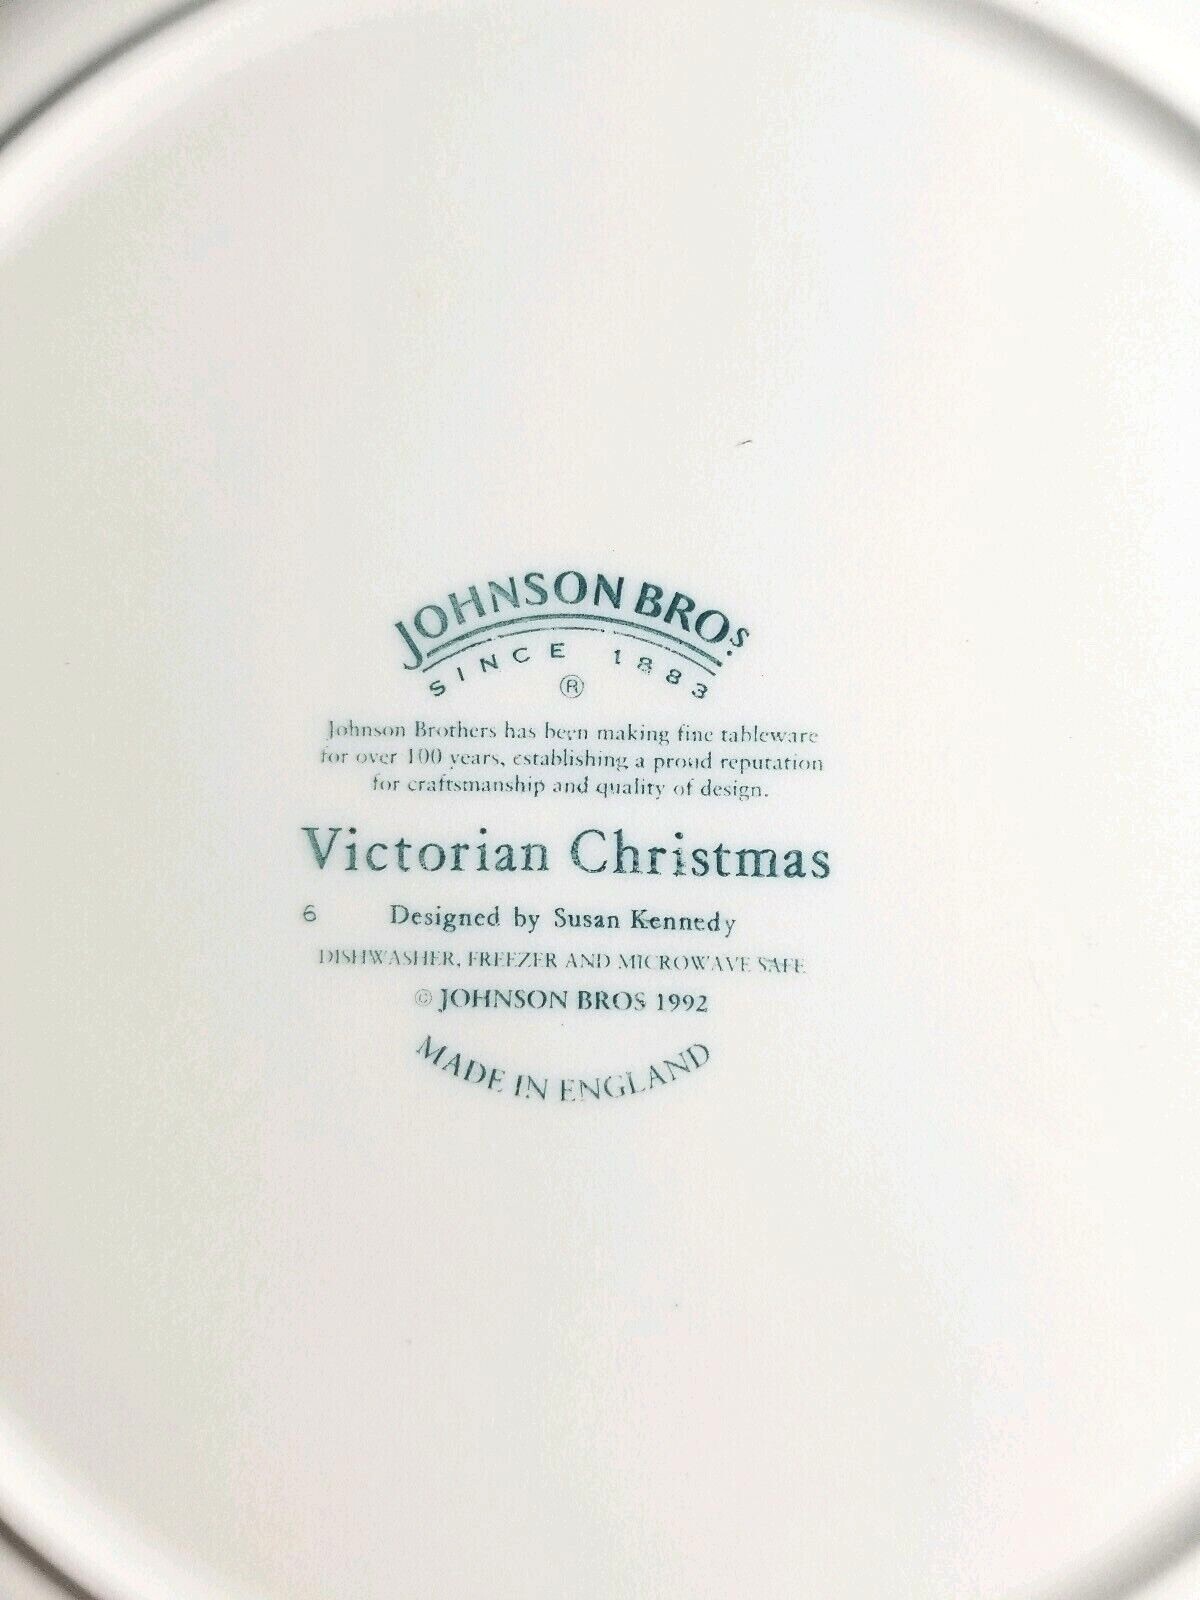 JOHNSON BROS.
SINCE 1883
®
Johnson Brothers has been making fine tableware
for over 100 years, establishing a proud reputation
for craftsmanship and quality of design.
Victorian Christmas
6 Designed by Susan Kennedy
DISHWASHER, FREEZER AND MICROWAVE SAFE
© JOHNSON BROS 1992
MADE IN ENGLAND